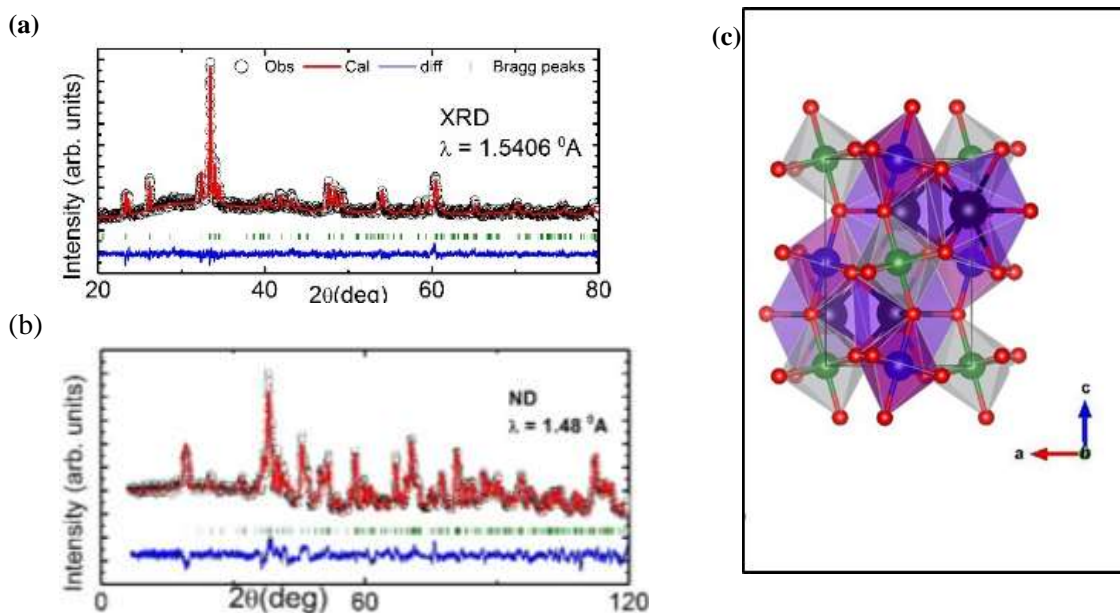 (a)
Obs Cal diff Bragg peaks
XRD
λ = 1.5406 ⁰A
Intensity (arb. units)
20 40 60 80
2θ(deg)
(b)
ND
λ = 1.48 ⁰A
Intensity (arb. units)
0 60 120
2θ(deg)
(c)
c
a
b